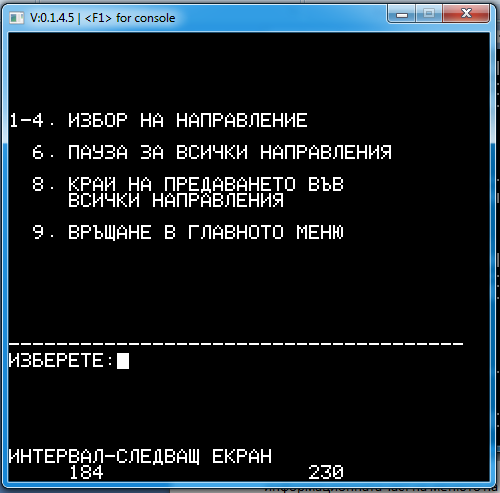 V:0.1.4.5 | <F1> for console
1-4. ИЗБОР НА НАПРАВЛЕНИЕ
6. ПАУЗА ЗА ВСИЧКИ НАПРАВЛЕНИЯ
8. КРАЙ НА ПРЕДАВАНЕТО ВЪВ
ВСИЧКИ НАПРАВЛЕНИЯ
9. ВРЪЩАНЕ В ГЛАВНОТО МЕНЮ
ИЗБЕРЕТЕ:
ИНТЕРВАЛ-СЛЕДВАЩ ЕКРАН
184 230